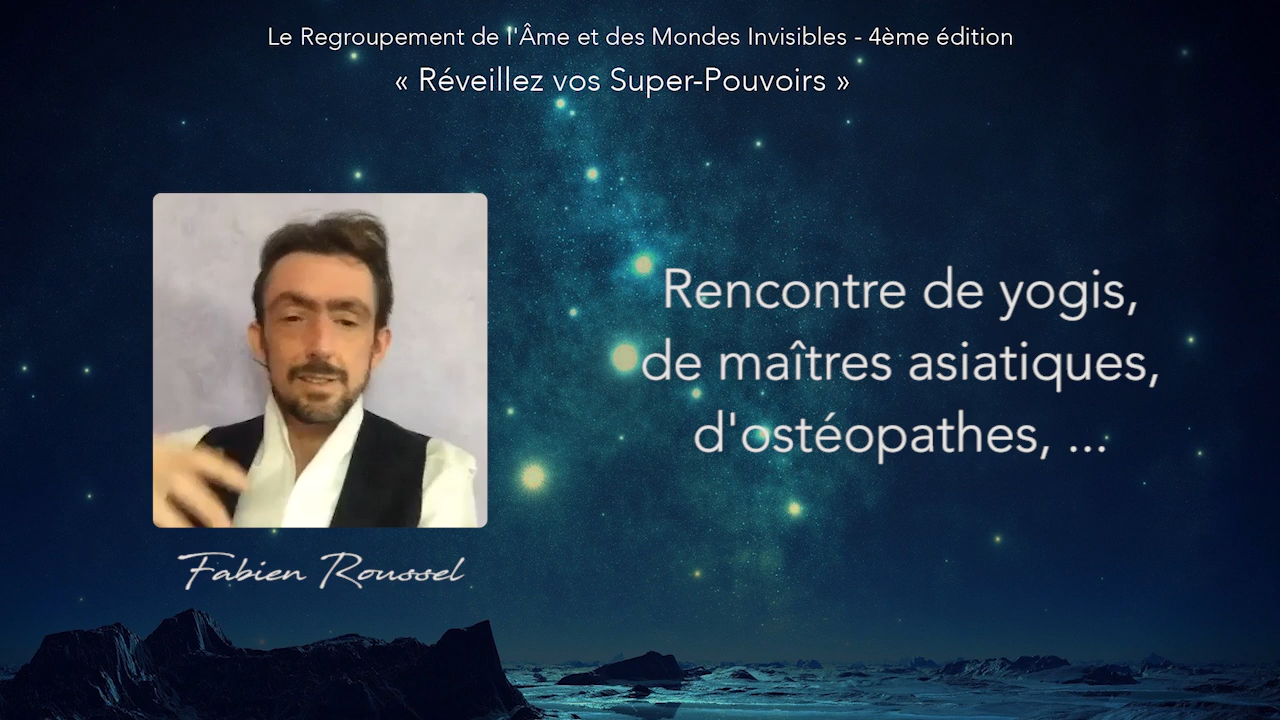 Le Regroupement de l'Âme et des Mondes Invisibles - 4ème édition
« Réveillez vos Super-Pouvoirs »
Rencontre de yogis,
de maîtres asiatiques,
d'ostéopathes, ...
Fabien Roussel